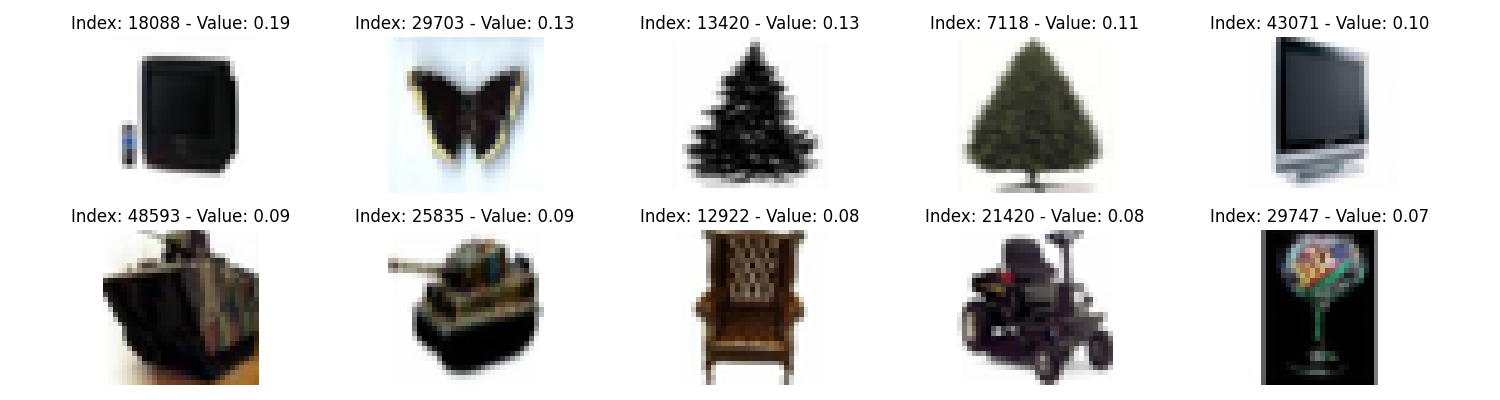 Index: 18088 - Value: 0.19
Index: 29703 - Value: 0.13
Index: 13420 - Value: 0.13
Index: 7118 - Value: 0.11
Index: 43071 - Value: 0.10
Index: 48593 - Value: 0.09
Index: 25835 - Value: 0.09
Index: 12922 - Value: 0.08
Index: 21420 - Value: 0.08
Index: 29747 - Value: 0.07